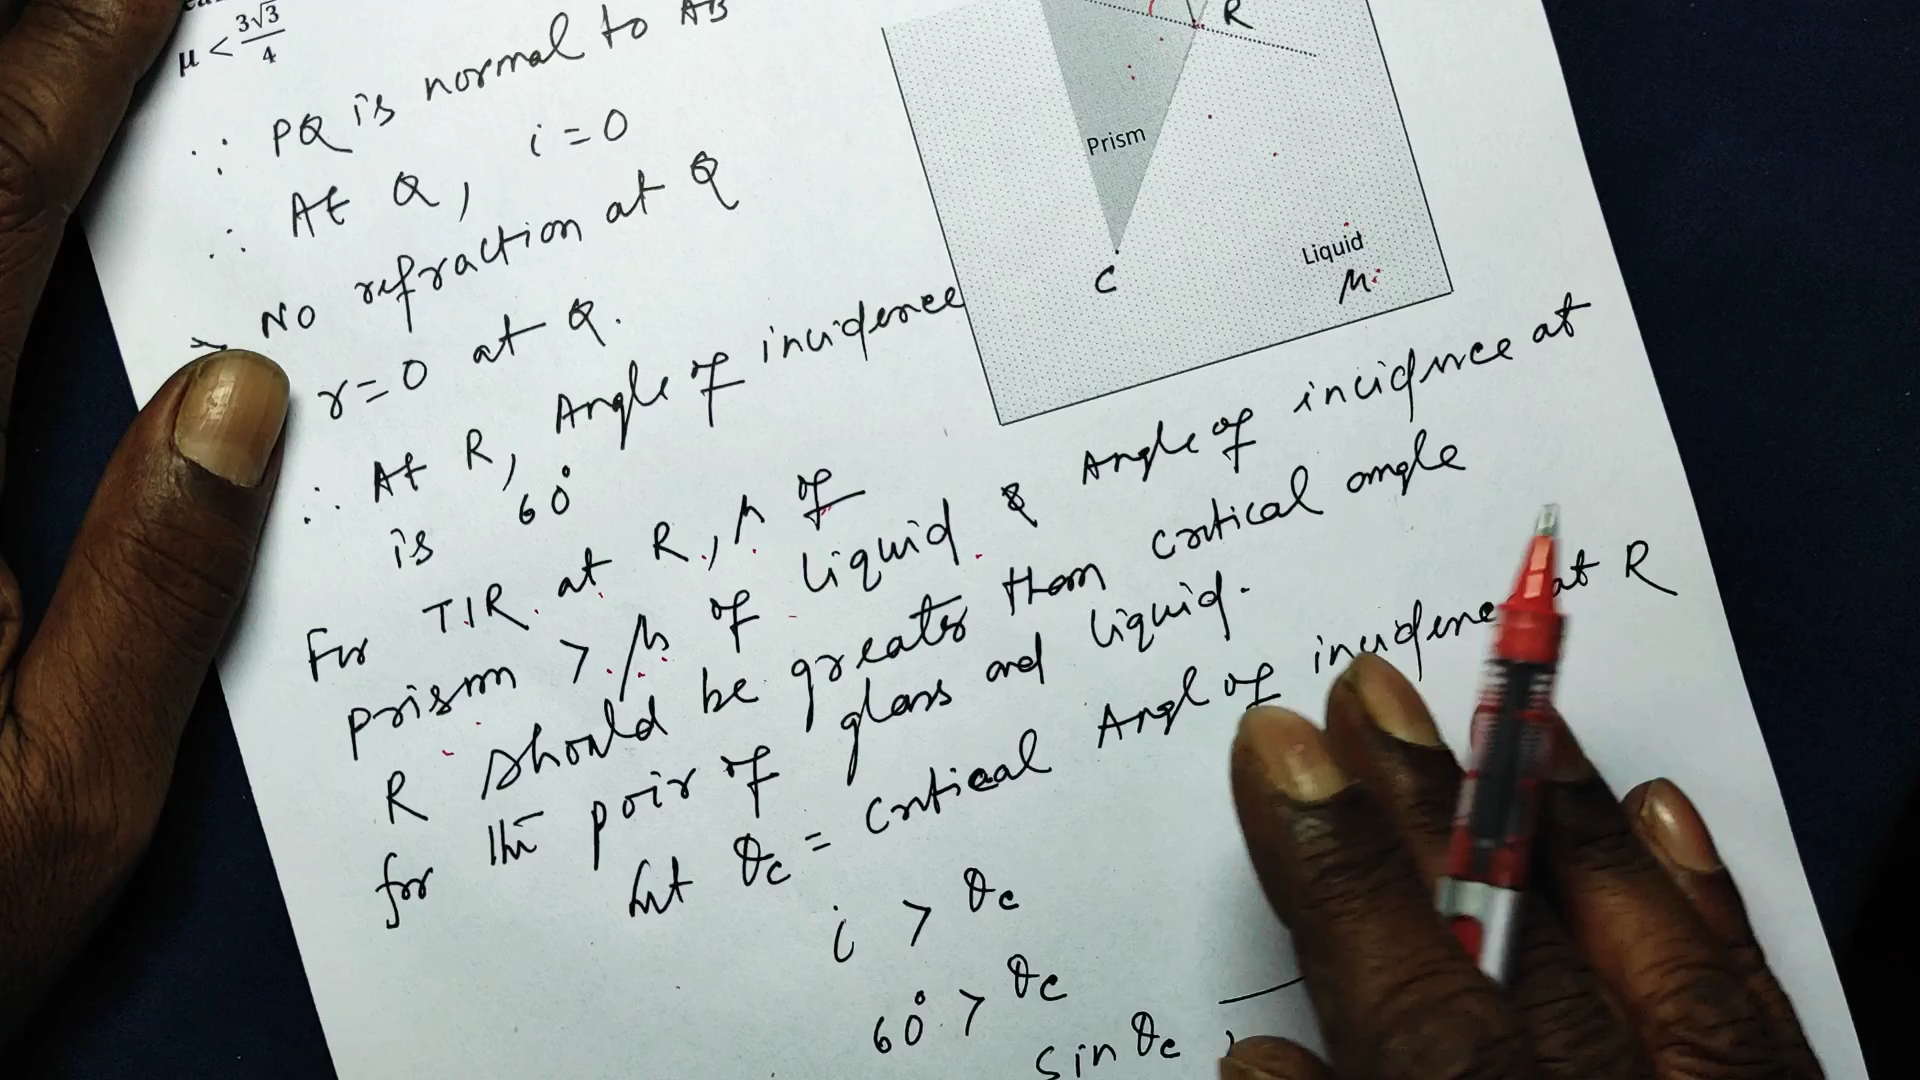 μ < 3√3/4
∵ PQ is normal to AB
∴ At Q, i = 0
No refraction at Q
r = 0 at Q.
∴ At R, Angle of incidence
is 60°
For TIR at R, μ of
prism > μ of liquid & Angle of incidence at
R should be greater than critical angle
for the pair of glass and liquid.
Let θc = Critical Angle of incidence at R
i > θc
60° > θc
sin θc
R
Prism
C
Liquid
μ